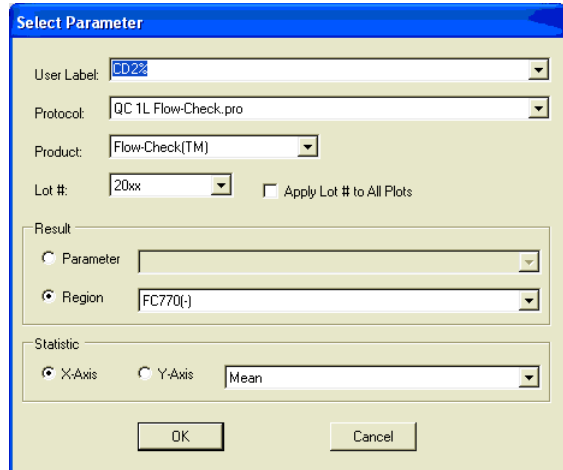 Select Parameter
User Label: CD2%
Protocol: QC 1L Flow-Check.pro
Product: Flow-Check(TM)
Lot #: 20xx Apply Lot # to All Plots
Result
Parameter
Region FC770(-)
Statistic
X-Axis Y-Axis Mean
OK Cancel